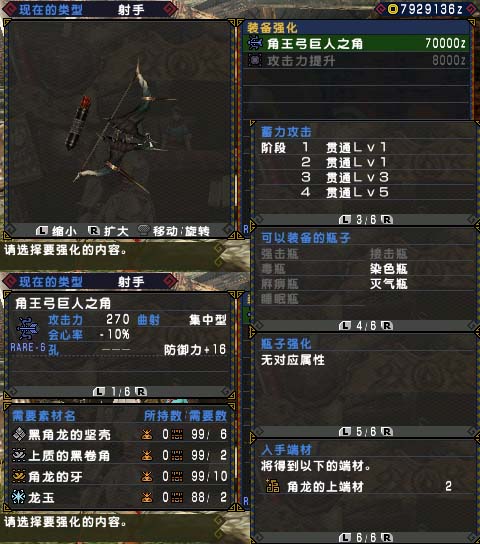 现在的类型 射手
7929136z
装备强化
角王弓巨人之角 70000z
攻击力提升 8000z
L 缩小 R 扩大 移动/旋转
请选择要强化的内容。
蓄力攻击
阶段 1 贯通Lv1
2 贯通Lv1
3 贯通Lv3
4 贯通Lv5
L 3/6 R
可以装备的瓶子
强击瓶 接击瓶
毒瓶 染色瓶
麻痹瓶 灭气瓶
睡眠瓶
L 4/6 R
瓶子强化
无对应属性
L 5/6 R
入手端材
将得到以下的端材。
角龙的上端材 2
L 6/6 R
现在的类型 射手
角王弓巨人之角
攻击力 270 曲射 集中型
会心率 -10%
RARE-6 孔 --- 防御力+16
L 1/6 R
需要素材名 所持数/需要数
黑角龙的坚壳 0 99/ 6
上质的黑卷角 0 99/ 2
角龙的牙 0 99/10
龙玉 0 88/ 2
请选择要强化的内容。